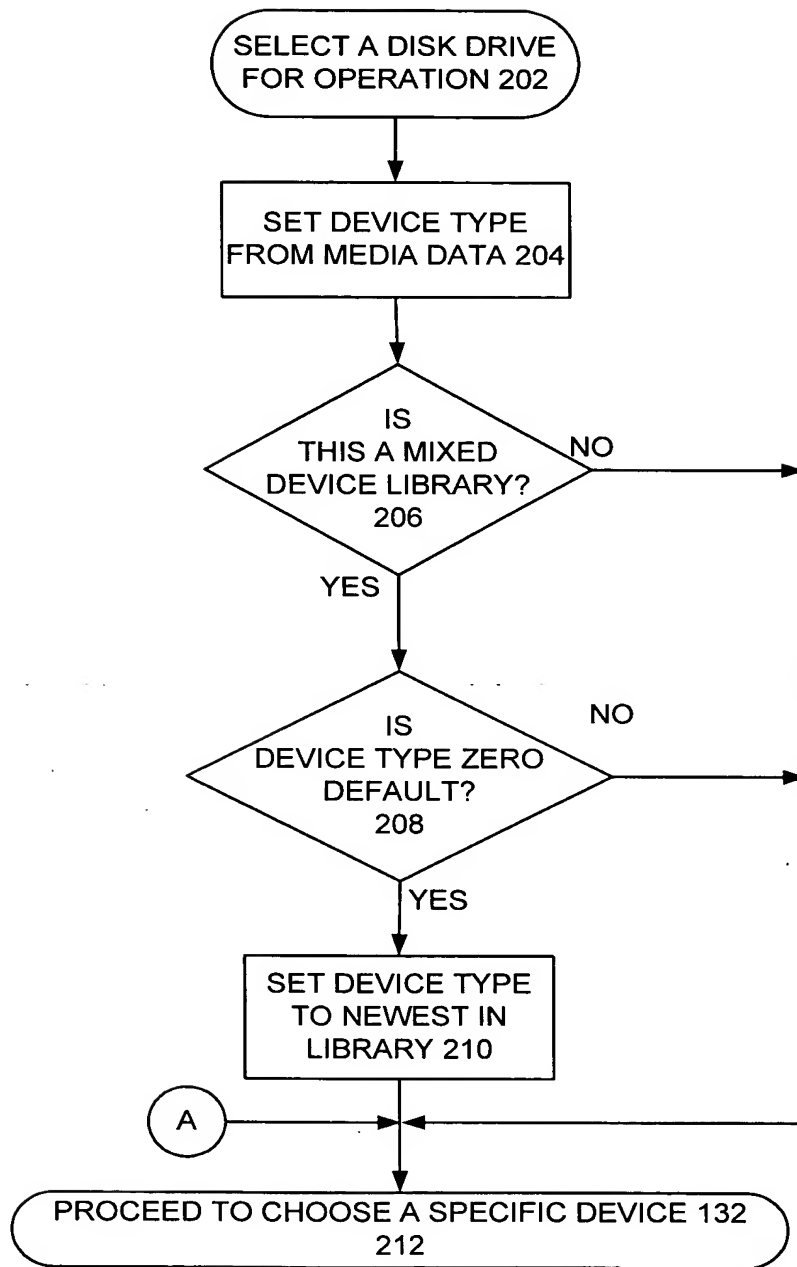 SELECT A DISK DRIVE
FOR OPERATION 202
SET DEVICE TYPE
FROM MEDIA DATA 204
IS
THIS A MIXED
DEVICE LIBRARY?
206
NO
YES
IS
DEVICE TYPE ZERO
DEFAULT?
208
NO
YES
SET DEVICE TYPE
TO NEWEST IN
LIBRARY 210
A
PROCEED TO CHOOSE A SPECIFIC DEVICE 132
212